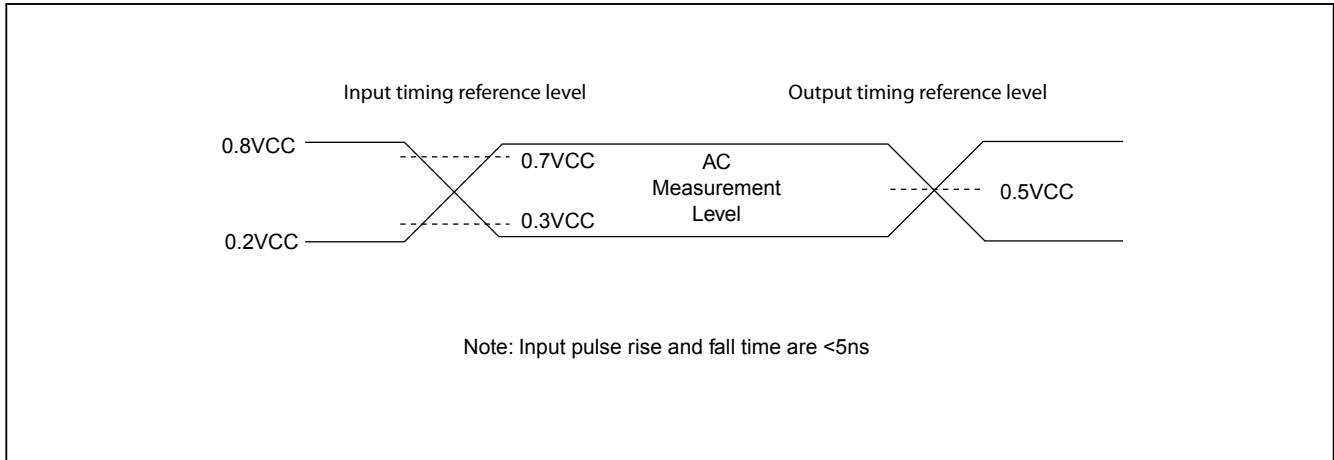 Input timing reference level
Output timing reference level
0.8VCC
0.7VCC
AC
Measurement
Level
0.5VCC
0.3VCC
0.2VCC
Note: Input pulse rise and fall time are <5ns